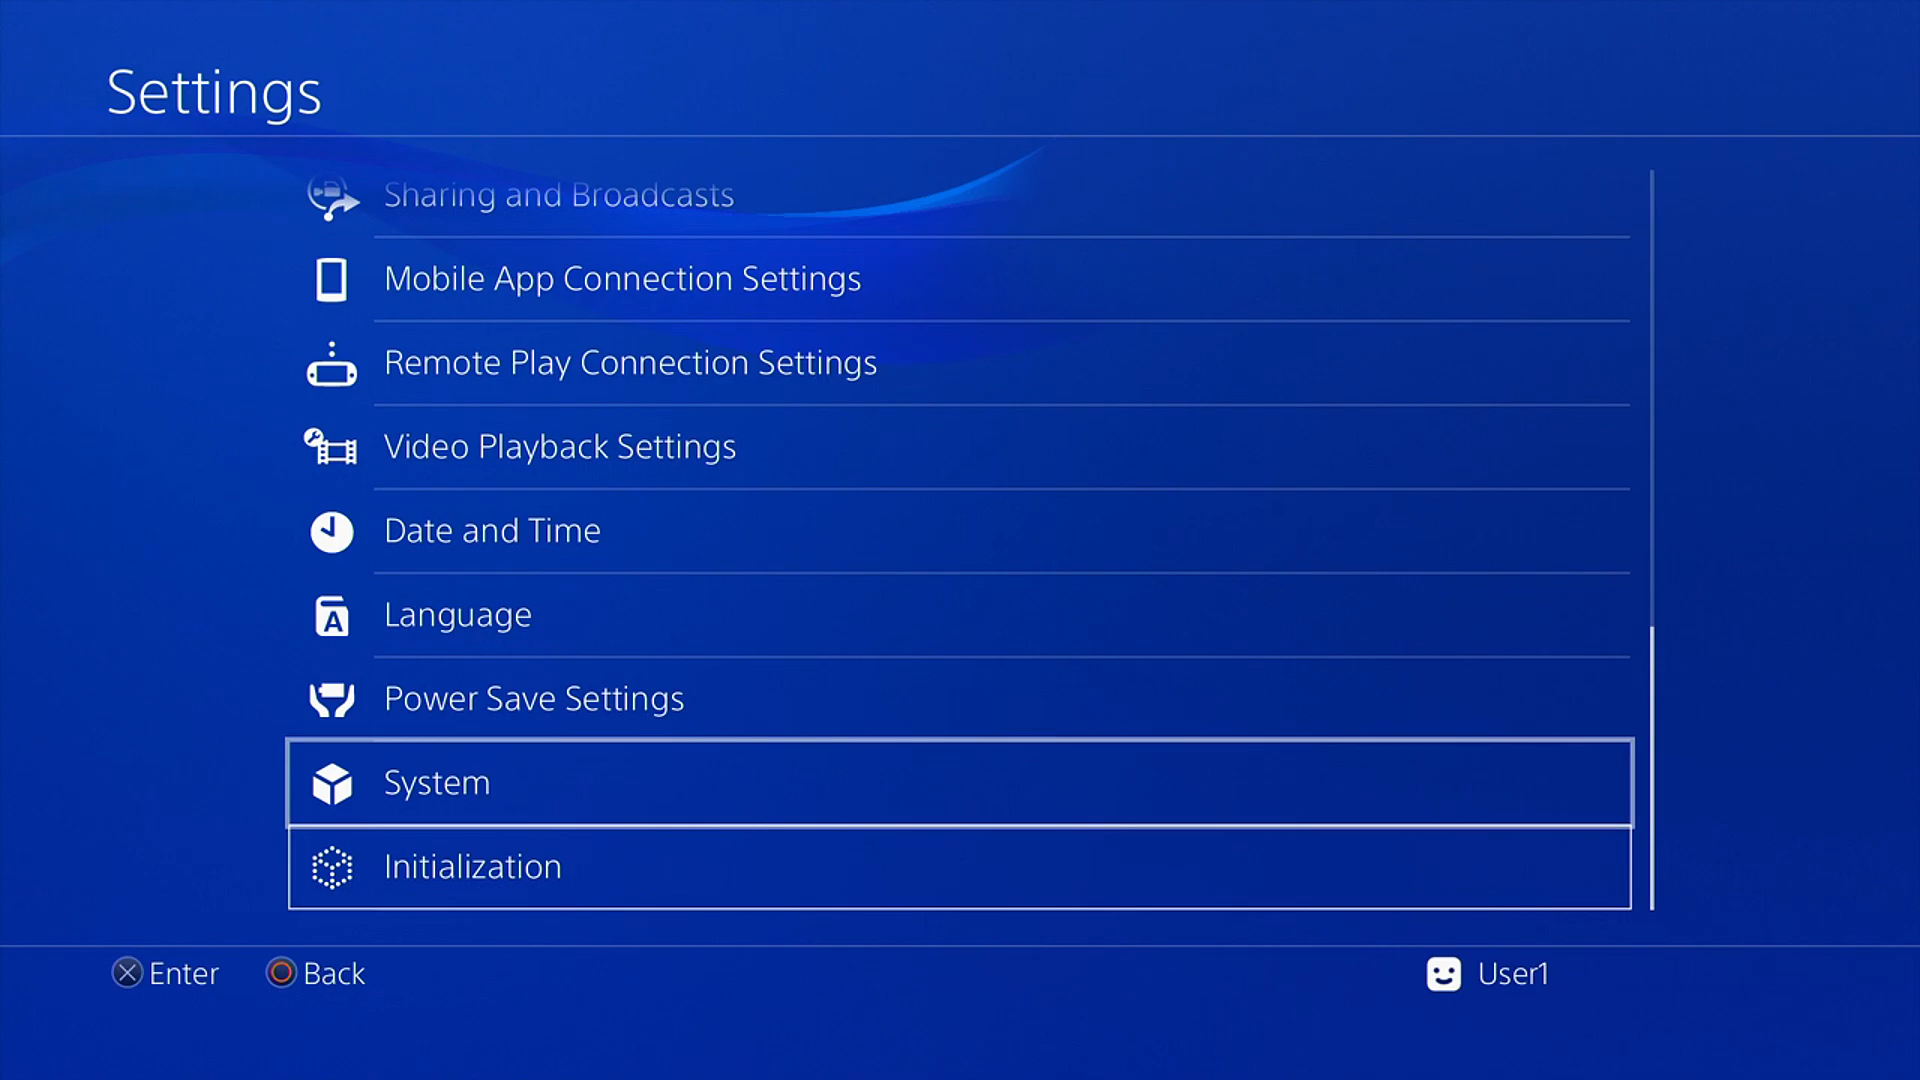 Settings
Sharing and Broadcasts
Mobile App Connection Settings
Remote Play Connection Settings
Video Playback Settings
Date and Time
A Language
Power Save Settings
System
Initialization
Enter Back User1